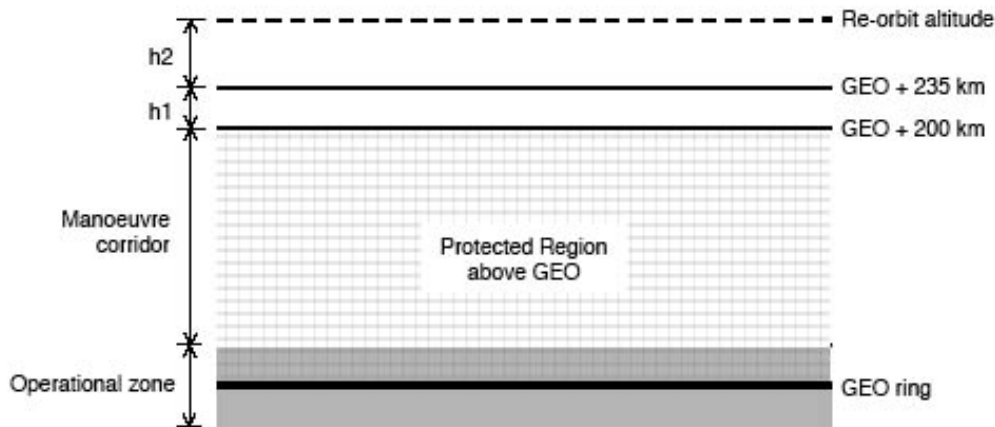 Re-orbit altitude
h2
GEO + 235 km
h1
GEO + 200 km
Manoeuvre
corridor
Protected Region
above GEO
Operational zone
GEO ring